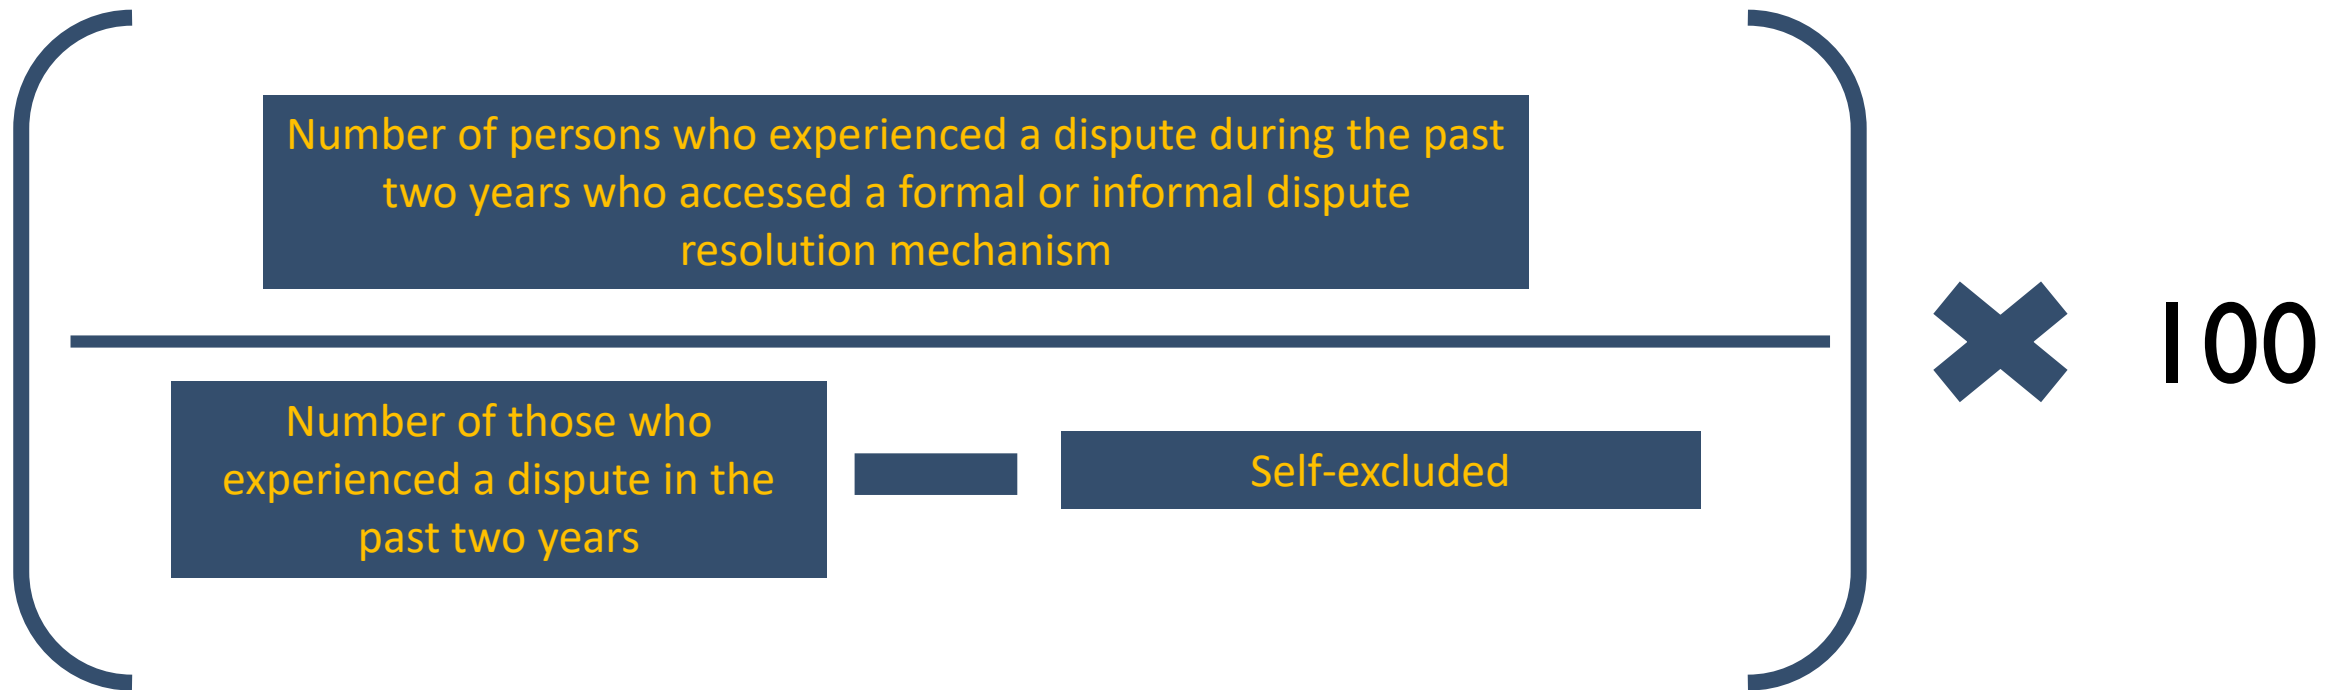 Number of persons who experienced a dispute during the past
two years who accessed a formal or informal dispute
resolution mechanism
100
Number of those who
experienced a dispute in the
past two years
Self-excluded